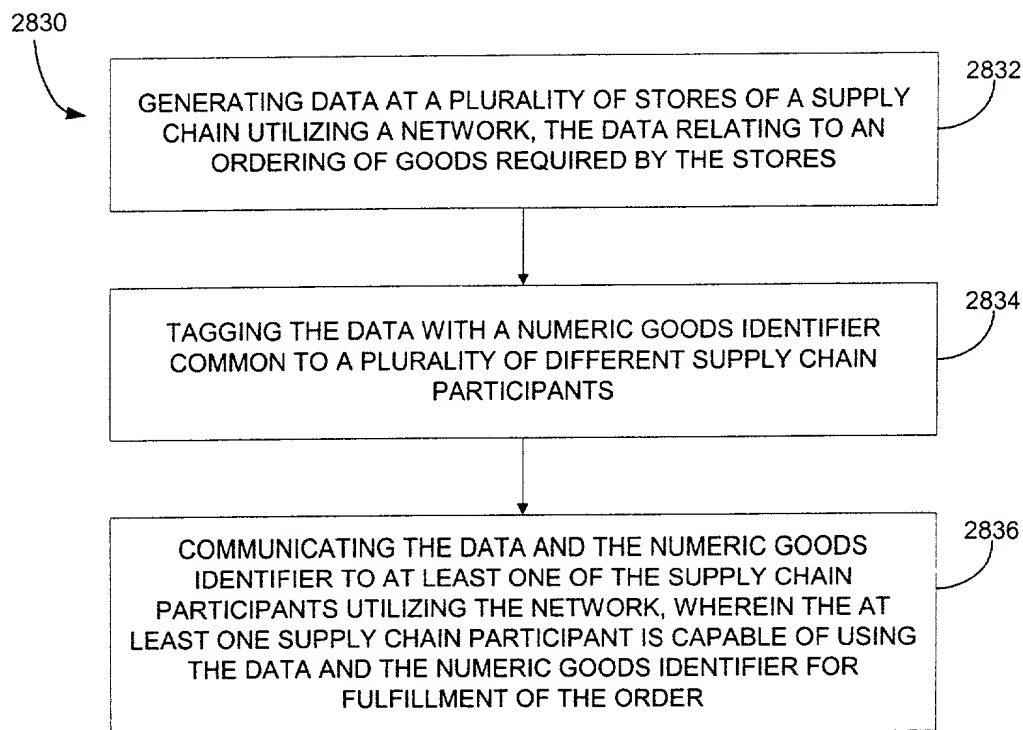 2830
2832
GENERATING DATA AT A PLURALITY OF STORES OF A SUPPLY
CHAIN UTILIZING A NETWORK, THE DATA RELATING TO AN
ORDERING OF GOODS REQUIRED BY THE STORES
2834
TAGGING THE DATA WITH A NUMERIC GOODS IDENTIFIER
COMMON TO A PLURALITY OF DIFFERENT SUPPLY CHAIN
PARTICIPANTS
2836
COMMUNICATING THE DATA AND THE NUMERIC GOODS
IDENTIFIER TO AT LEAST ONE OF THE SUPPLY CHAIN
PARTICIPANTS UTILIZING THE NETWORK, WHEREIN THE AT
LEAST ONE SUPPLY CHAIN PARTICIPANT IS CAPABLE OF USING
THE DATA AND THE NUMERIC GOODS IDENTIFIER FOR
FULFILLMENT OF THE ORDER